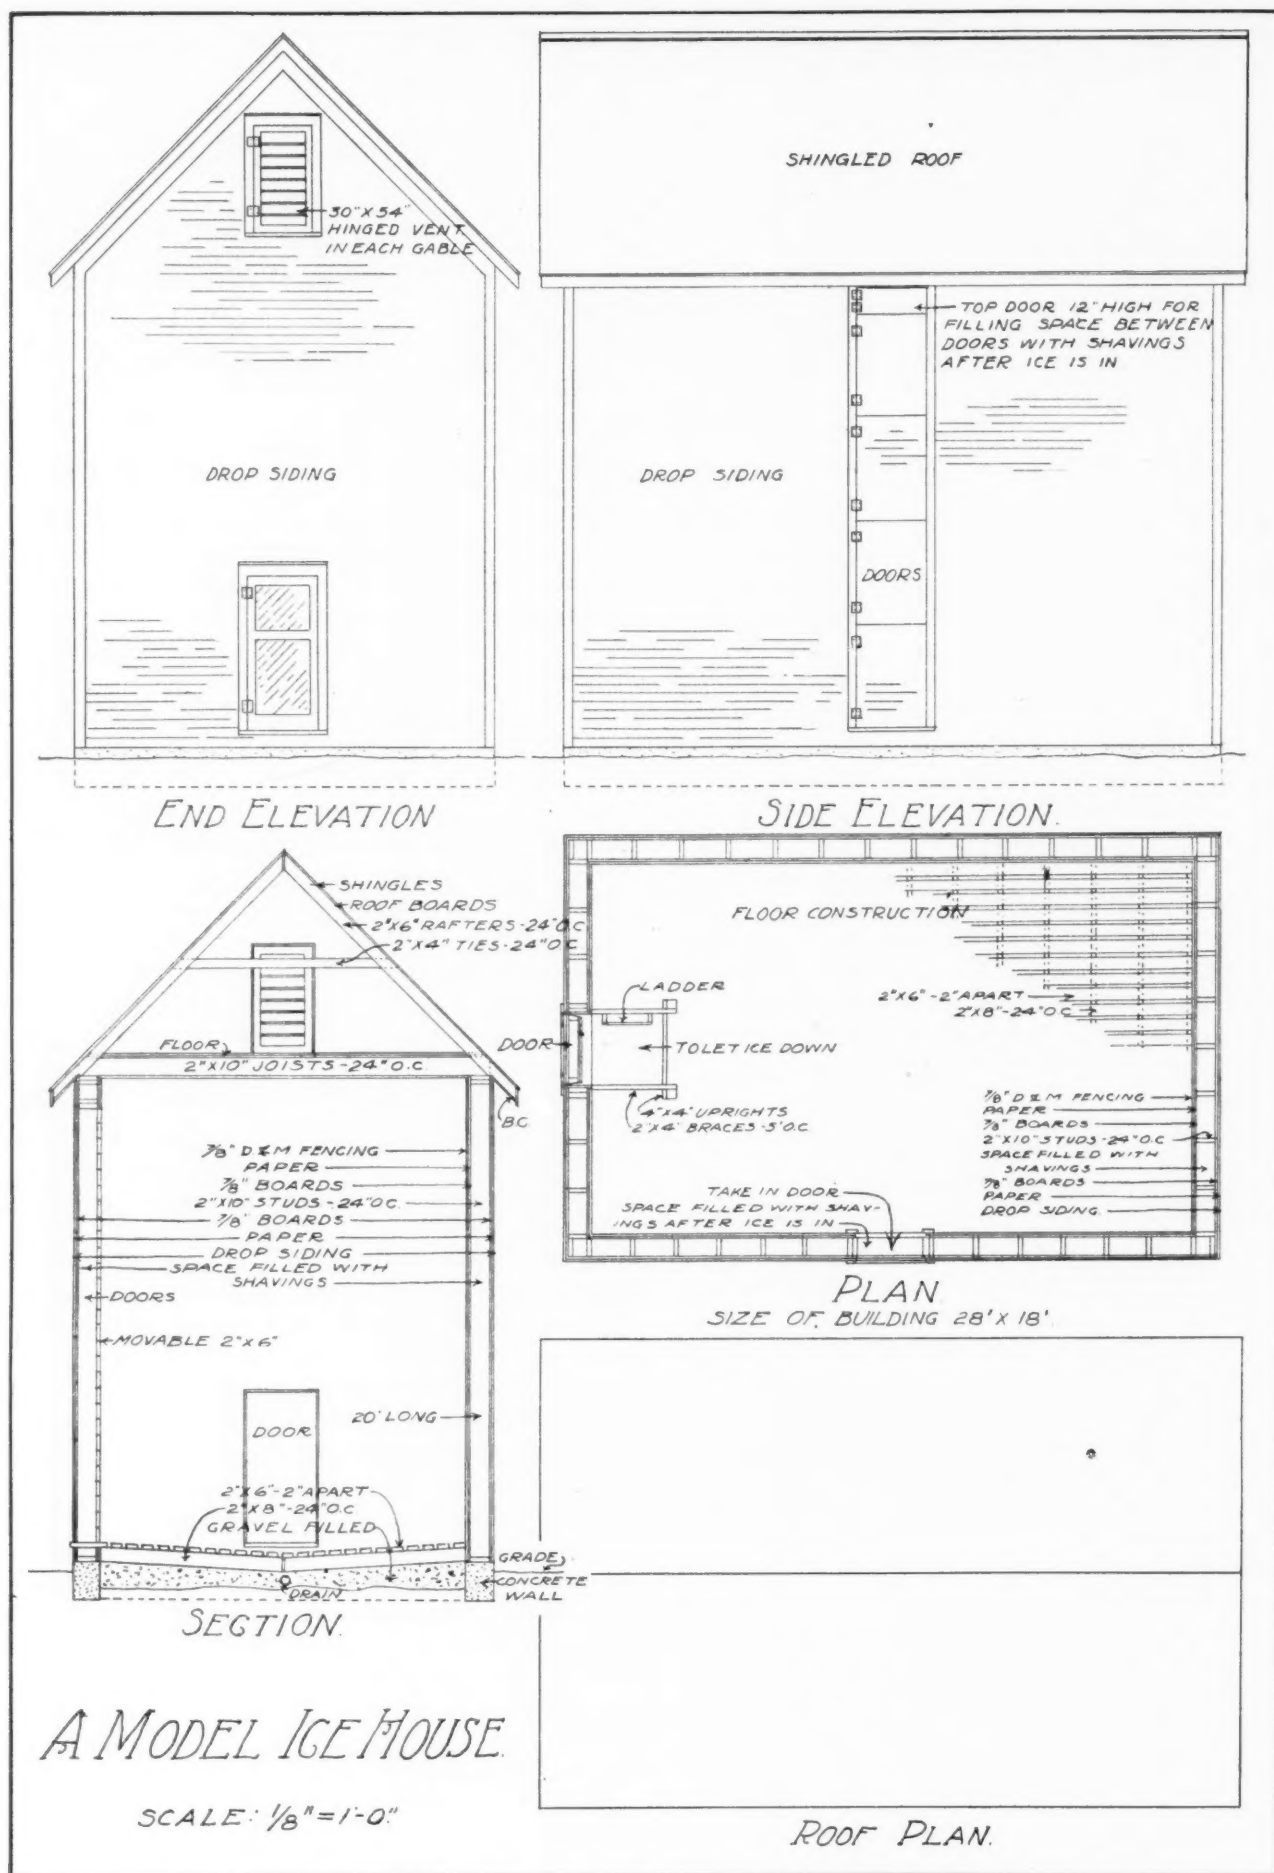 30"X54"
HINGED VENT
IN EACH GABLE
DROP SIDING
END ELEVATION
SHINGLED ROOF
TOP DOOR 12" HIGH FOR
FILLING SPACE BETWEEN
DOORS WITH SHAVINGS
AFTER ICE IS IN
DROP SIDING
DOORS
SIDE ELEVATION.
SHINGLES
ROOF BOARDS
2"X6" RAFTERS-24"O.C
2"X4" TIES-24"O.C
FLOOR
2"X10" JOISTS-24"O.C.
B.C.
7/8" D&M FENCING
PAPER
7/8" BOARDS
2"X10" STUDS-24"O.C.
7/8" BOARDS
PAPER
DROP SIDING
SPACE FILLED WITH
SHAVINGS
DOORS
MOVABLE 2"X6"
20' LONG
DOOR
2"X6"-2"APART
2"X8"-24"O.C.
GRAVEL FILLED
GRADE
CONCRETE
WALL
DRAIN
SECTION.
FLOOR CONSTRUCTION
LADDER
2"X6"-2"APART
2"X8"-24"O.C
DOOR
TO LET ICE DOWN
4"X4" UPRIGHTS
2"X4" BRACES-5'O.C
7/8" D&M FENCING
PAPER
7/8" BOARDS
2"X10" STUDS-24"O.C
SPACE FILLED WITH
SHAVINGS
7/8" BOARDS
PAPER
DROP SIDING
TAKE IN DOOR
SPACE FILLED WITH SHAV-
INGS AFTER ICE IS IN
PLAN
SIZE OF BUILDING 28'X18'
ROOF PLAN.
A MODEL ICE HOUSE.
SCALE: 1/8"=1'-0"